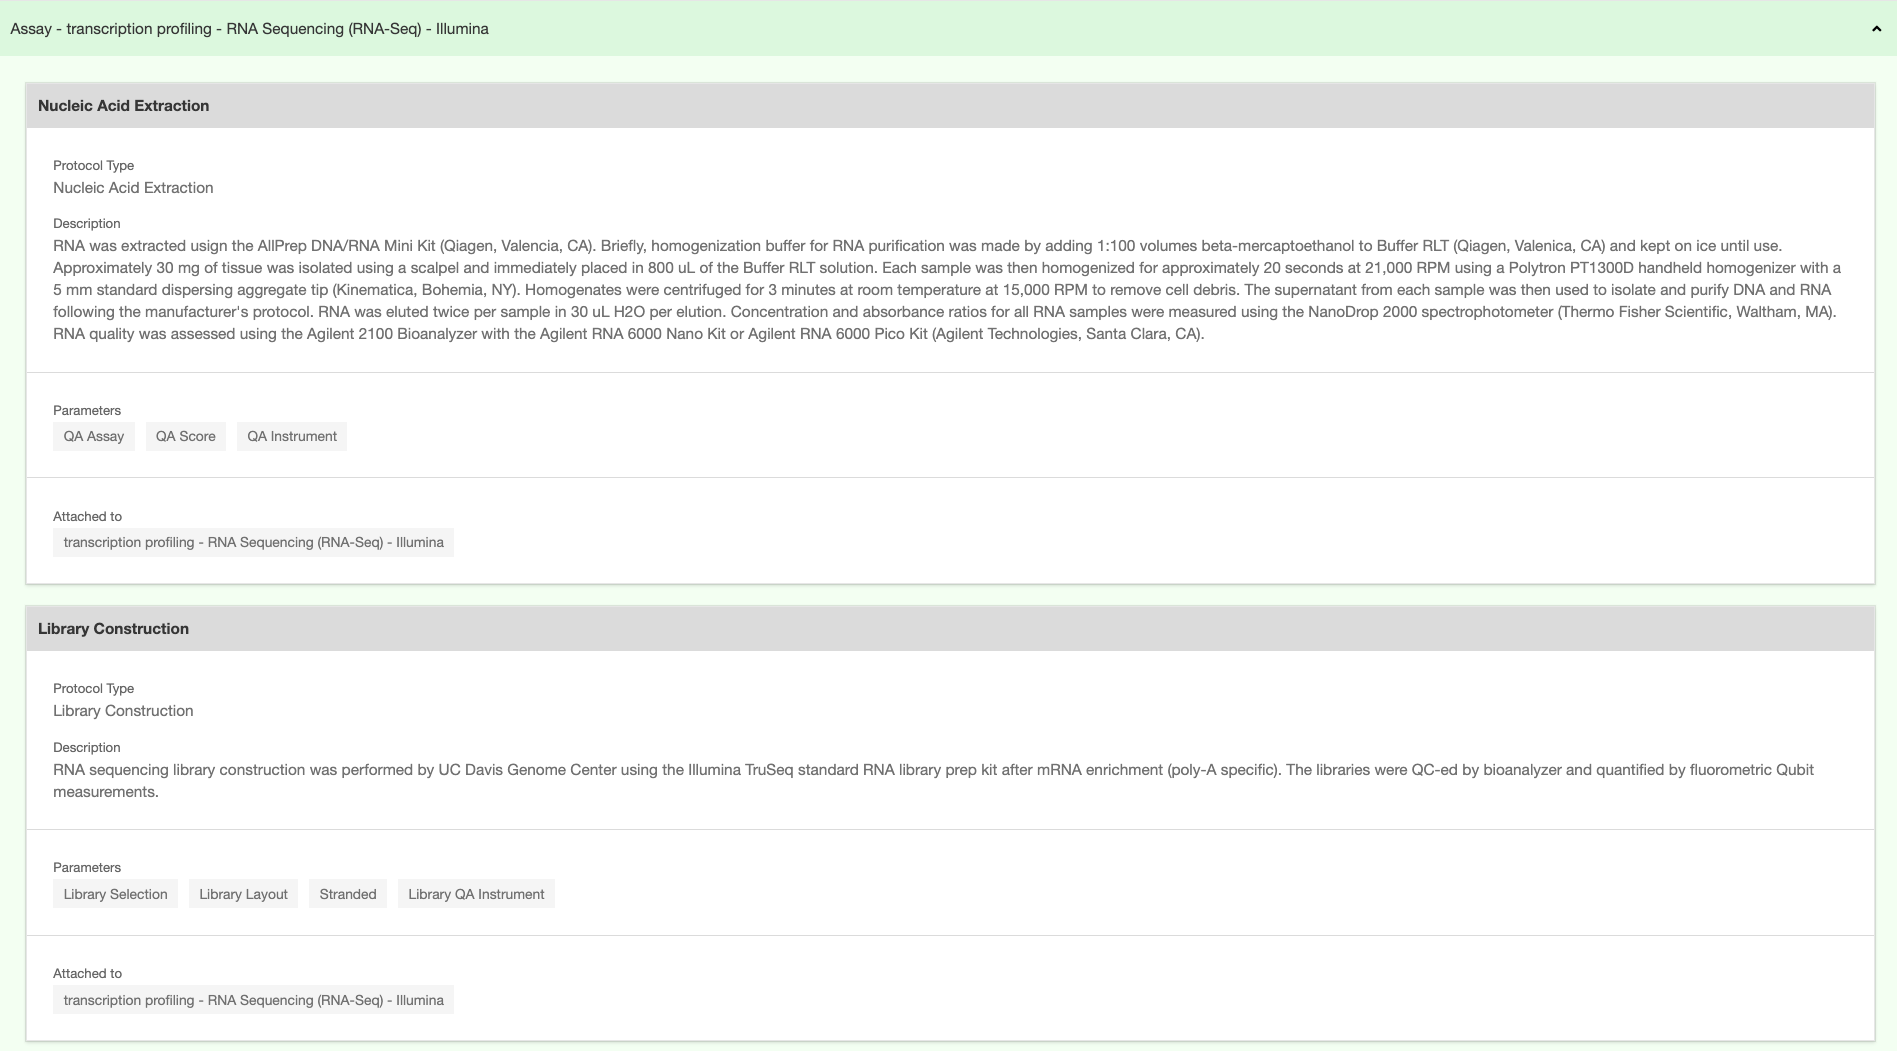 Assay - transcription profiling - RNA Sequencing (RNA-Seq) - Illumina
Nucleic Acid Extraction
Protocol Type
Nucleic Acid Extraction
Description
RNA was extracted usign the AllPrep DNA/RNA Mini Kit (Qiagen, Valencia, CA). Briefly, homogenization buffer for RNA purification was made by adding 1:100 volumes beta-mercaptoethanol to Buffer RLT (Qiagen, Valenica, CA) and kept on ice until use.
Approximately 30 mg of tissue was isolated using a scalpel and immediately placed in 800 uL of the Buffer RLT solution. Each sample was then homogenized for approximately 20 seconds at 21,000 RPM using a Polytron PT1300D handheld homogenizer with a
5 mm standard dispersing aggregate tip (Kinematica, Bohemia, NY). Homogenates were centrifuged for 3 minutes at room temperature at 15,000 RPM to remove cell debris. The supernatant from each sample was then used to isolate and purify DNA and RNA
following the manufacturer's protocol. RNA was eluted twice per sample in 30 uL H2O per elution. Concentration and absorbance ratios for all RNA samples were measured using the NanoDrop 2000 spectrophotometer (Thermo Fisher Scientific, Waltham, MA).
RNA quality was assessed using the Agilent 2100 Bioanalyzer with the Agilent RNA 6000 Nano Kit or Agilent RNA 6000 Pico Kit (Agilent Technologies, Santa Clara, CA).
Parameters
QA Assay QA Score QA Instrument
Attached to
transcription profiling - RNA Sequencing (RNA-Seq) - Illumina
Library Construction
Protocol Type
Library Construction
Description
RNA sequencing library construction was performed by UC Davis Genome Center using the Illumina TruSeq standard RNA library prep kit after mRNA enrichment (poly-A specific). The libraries were QC-ed by bioanalyzer and quantified by fluorometric Qubit
measurements.
Parameters
Library Selection Library Layout Stranded Library QA Instrument
Attached to
transcription profiling - RNA Sequencing (RNA-Seq) - Illumina